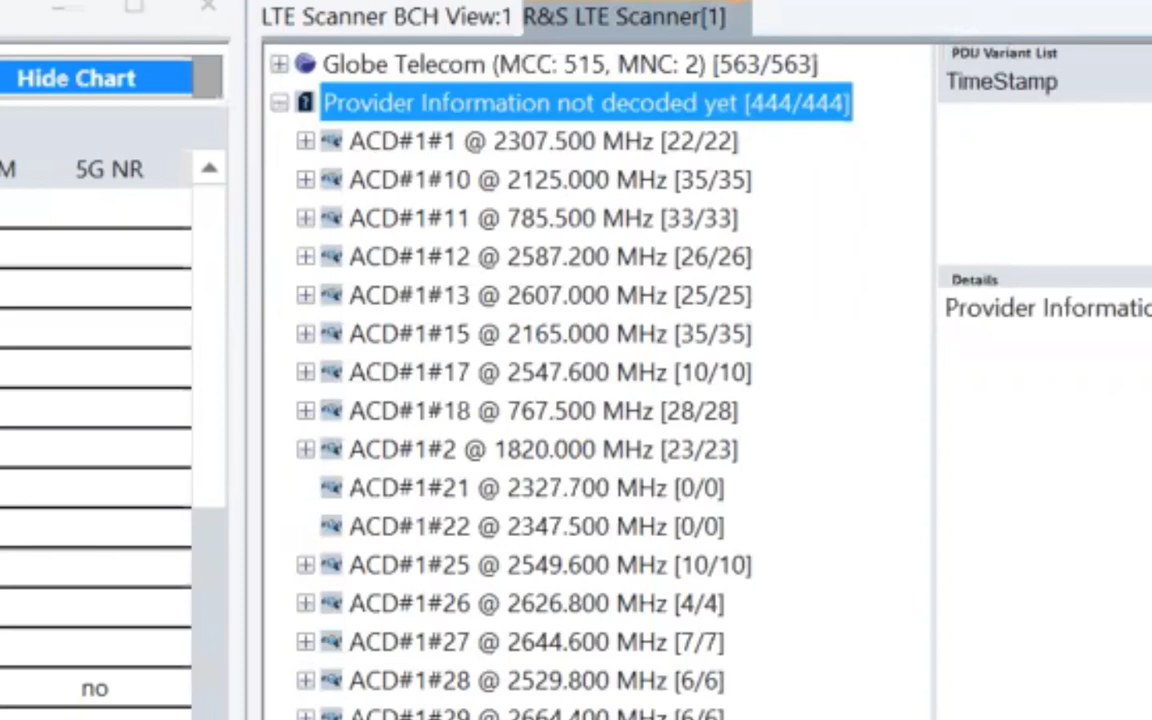 LTE Scanner BCH View:1 R&S LTE Scanner[1]
Hide Chart
M 5G NR
no
Globe Telecom (MCC: 515, MNC: 2) [563/563]
Provider Information not decoded yet [444/444]
ACD#1#1 @ 2307.500 MHz [22/22]
ACD#1#10 @ 2125.000 MHz [35/35]
ACD#1#11 @ 785.500 MHz [33/33]
ACD#1#12 @ 2587.200 MHz [26/26]
ACD#1#13 @ 2607.000 MHz [25/25]
ACD#1#15 @ 2165.000 MHz [35/35]
ACD#1#17 @ 2547.600 MHz [10/10]
ACD#1#18 @ 767.500 MHz [28/28]
ACD#1#2 @ 1820.000 MHz [23/23]
ACD#1#21 @ 2327.700 MHz [0/0]
ACD#1#22 @ 2347.500 MHz [0/0]
ACD#1#25 @ 2549.600 MHz [10/10]
ACD#1#26 @ 2626.800 MHz [4/4]
ACD#1#27 @ 2644.600 MHz [7/7]
ACD#1#28 @ 2529.800 MHz [6/6]
ACD#1#29 @ 2664.400 MHz [6/6]
PDU Variant List
TimeStamp
Details
Provider Informatic